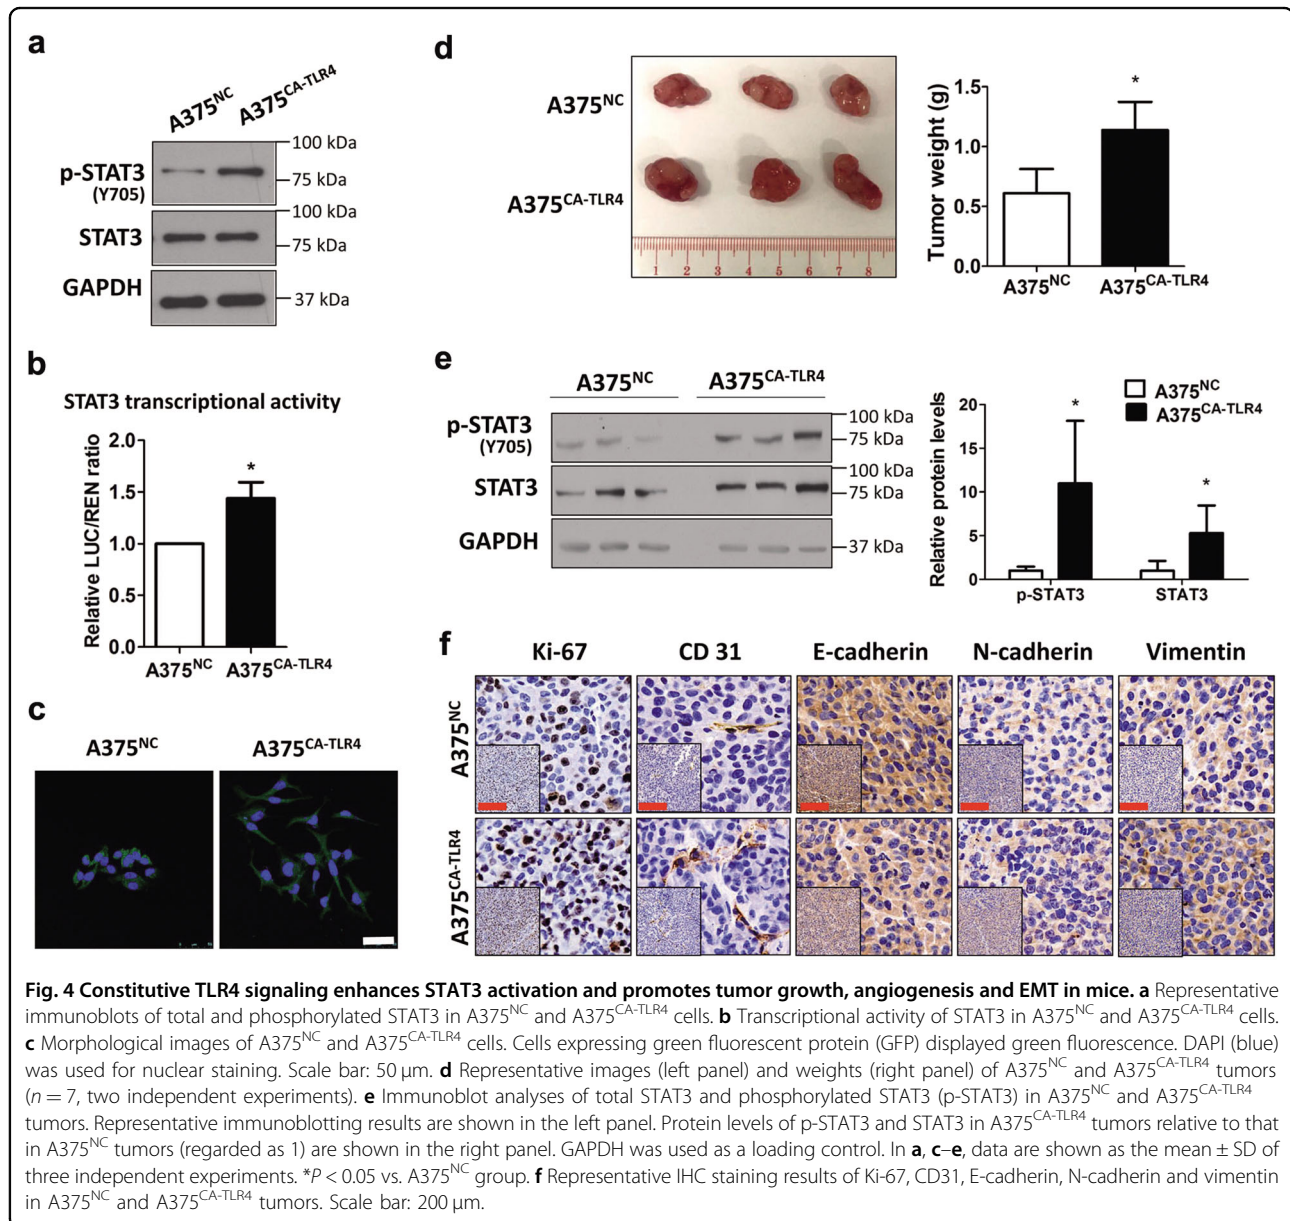 a
A375NC A375CA-TLR4
p-STAT3
(Y705)
100 kDa
75 kDa
STAT3
100 kDa
75 kDa
GAPDH
37 kDa
b
STAT3 transcriptional activity
Relative LUC/REN ratio
2.0
1.5
1.0
0.5
0.0
*
A375NC A375CA-TLR4
c
A375NC A375CA-TLR4
d
A375NC
A375CA-TLR4
1 2 3 4 5 6 7 8
Tumor weight (g)
1.5
1.0
0.5
0.0
*
A375NC A375CA-TLR4
e
A375NC A375CA-TLR4
p-STAT3
(Y705)
100 kDa
75 kDa
STAT3
100 kDa
75 kDa
GAPDH
37 kDa
A375NC
A375CA-TLR4
Relative protein levels
20
15
10
5
0
* *
p-STAT3 STAT3
f
Ki-67 CD 31 E-cadherin N-cadherin Vimentin
A375NC
A375CA-TLR4
Fig. 4 Constitutive TLR4 signaling enhances STAT3 activation and promotes tumor growth, angiogenesis and EMT in mice. a Representative
immunoblots of total and phosphorylated STAT3 in A375NC and A375CA-TLR4 cells. b Transcriptional activity of STAT3 in A375NC and A375CA-TLR4 cells.
c Morphological images of A375NC and A375CA-TLR4 cells. Cells expressing green fluorescent protein (GFP) displayed green fluorescence. DAPI (blue)
was used for nuclear staining. Scale bar: 50 µm. d Representative images (left panel) and weights (right panel) of A375NC and A375CA-TLR4 tumors
(n = 7, two independent experiments). e Immunoblot analyses of total STAT3 and phosphorylated STAT3 (p-STAT3) in A375NC and A375CA-TLR4
tumors. Representative immunoblotting results are shown in the left panel. Protein levels of p-STAT3 and STAT3 in A375CA-TLR4 tumors relative to that
in A375NC tumors (regarded as 1) are shown in the right panel. GAPDH was used as a loading control. In a, c–e, data are shown as the mean ± SD of
three independent experiments. *P < 0.05 vs. A375NC group. f Representative IHC staining results of Ki-67, CD31, E-cadherin, N-cadherin and vimentin
in A375NC and A375CA-TLR4 tumors. Scale bar: 200 µm.